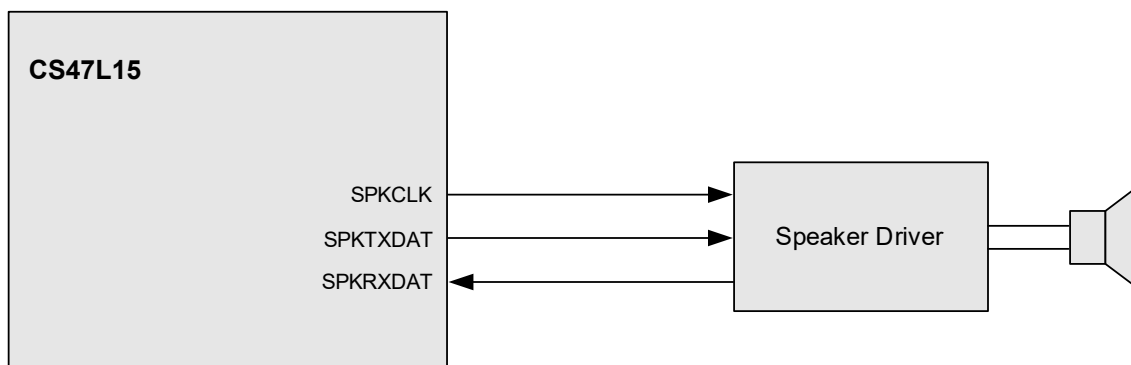 CS47L15
SPKCLK
SPKTXDAT
SPKRXDAT
Speaker Driver